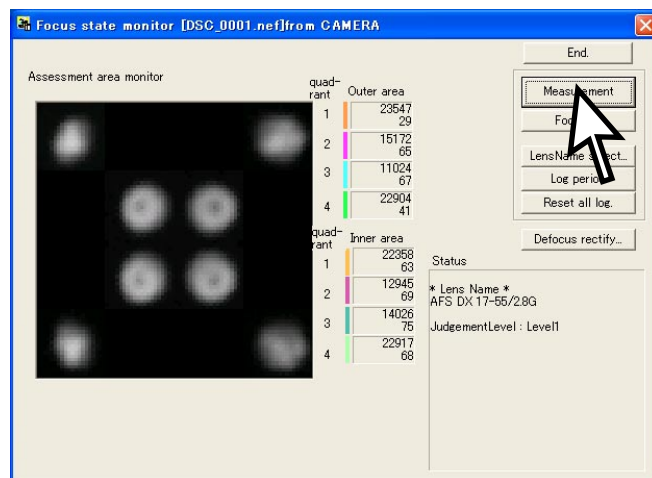 Focus state monitor [DSC_0001.nef]from CAMERA
End.
Assessment area monitor
quad-
rant
Outer area
1
23547
29
2
15172
65
3
11024
67
4
22904
41
quad-
rant
Inner area
1
22358
63
2
12945
69
3
14026
75
4
22917
68
Measurement
LensName
Log
Reset all log.
Defocus rectify...
Status
* Lens Name *
AFS DX 17-55/2.8G
JudgementLevel : Level1